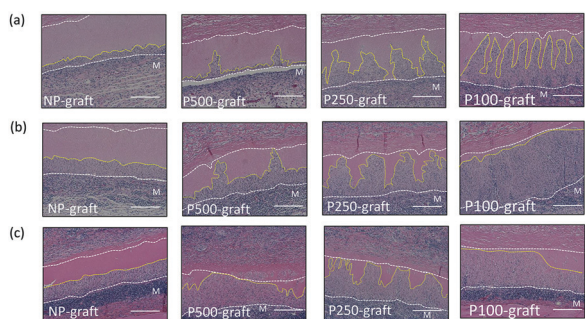 (a)
M
NP-graft
M
P500-graft
M
P250-graft
M
P100-graft
(b)
M
NP-graft
M
P500-graft
M
P250-graft
M
P100-graft
(c)
M
NP-graft
M
P500-graft
M
P250-graft
M
P100-graft